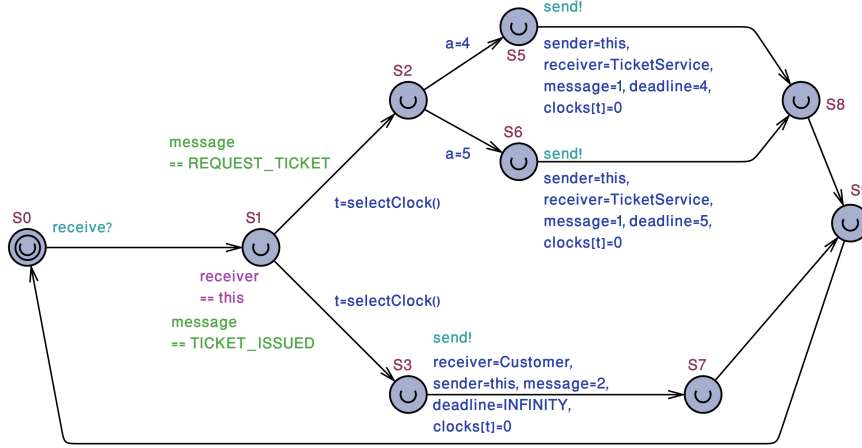 send!
a=4
S5
sender=this,
receiver=TicketService,
message=1, deadline=4,
clocks[t]=0
S2
S8
message
== REQUEST_TICKET
a=5
S6
send!
sender=this,
receiver=TicketService,
message=1, deadline=5,
clocks[t]=0
t=selectClock()
S0
receive?
S1
receiver
== this
t=selectClock()
message
== TICKET_ISSUED
send!
S3
receiver=Customer,
sender=this, message=2,
deadline=INFINITY,
clocks[t]=0
S7